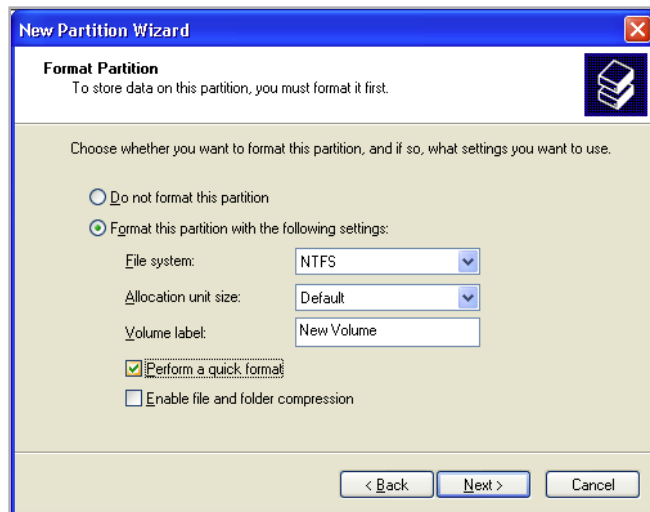 New Partition Wizard
Format Partition
To store data on this partition, you must format it first.
Choose whether you want to format this partition, and if so, what settings you want to use.
Do not format this partition
Format this partition with the following settings:
File system: NTFS
Allocation unit size: Default
Volume label: New Volume
Perform a quick format
Enable file and folder compression
< Back Next > Cancel